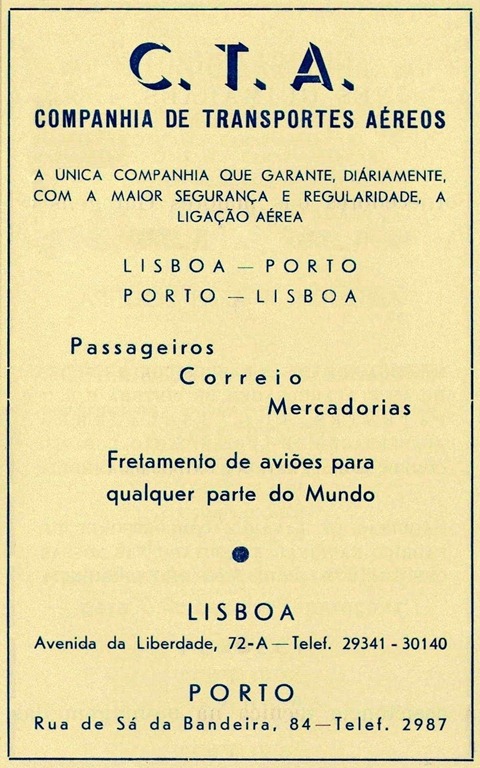 C. T. A.
COMPANHIA DE TRANSPORTES AÉREOS
A UNICA COMPANHIA QUE GARANTE, DIÁRIAMENTE,
COM A MAIOR SEGURANÇA E REGULARIDADE, A
LIGAÇÃO AÉREA
LISBOA — PORTO
PORTO — LISBOA
Passageiros
Correio
Mercadorias
Fretamento de aviões para
qualquer parte do Mundo
LISBOA
Avenida da Liberdade, 72-A — Telef. 29341 - 30140
PORTO
Rua de Sá da Bandeira, 84 — Telef. 2987